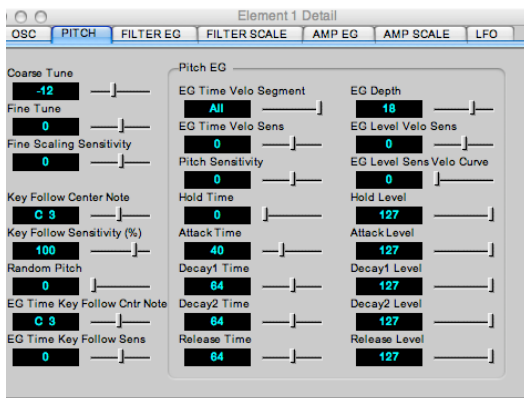 Element 1 Detail
OSC PITCH FILTER EG FILTER SCALE AMP EG AMP SCALE LFO
Coarse Tune
-12
Fine Tune
0
Fine Scaling Sensitivity
0
Key Follow Center Note
C 3
Key Follow Sensitivity (%)
100
Random Pitch
0
EG Time Key Follow Cntr Note
C 3
EG Time Key Follow Sens
0
Pitch EG
EG Time Velo Segment
All
EG Time Velo Sens
0
Pitch Sensitivity
0
Hold Time
0
Attack Time
40
Decay1 Time
64
Decay2 Time
64
Release Time
64
EG Depth
18
EG Level Velo Sens
0
EG Level Sens Velo Curve
0
Hold Level
127
Attack Level
127
Decay1 Level
127
Decay2 Level
127
Release Level
127